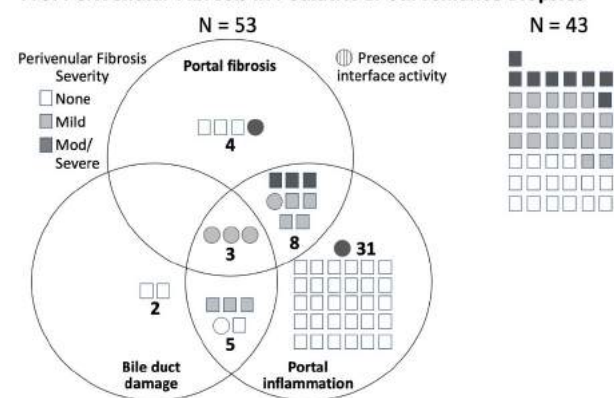 N = 53
N = 43
Perivenular Fibrosis
Severity
None
Mild
Mod/
Severe
Portal fibrosis
Presence of
interface activity
4
8
3
31
2
5
Bile duct
damage
Portal
inflammation